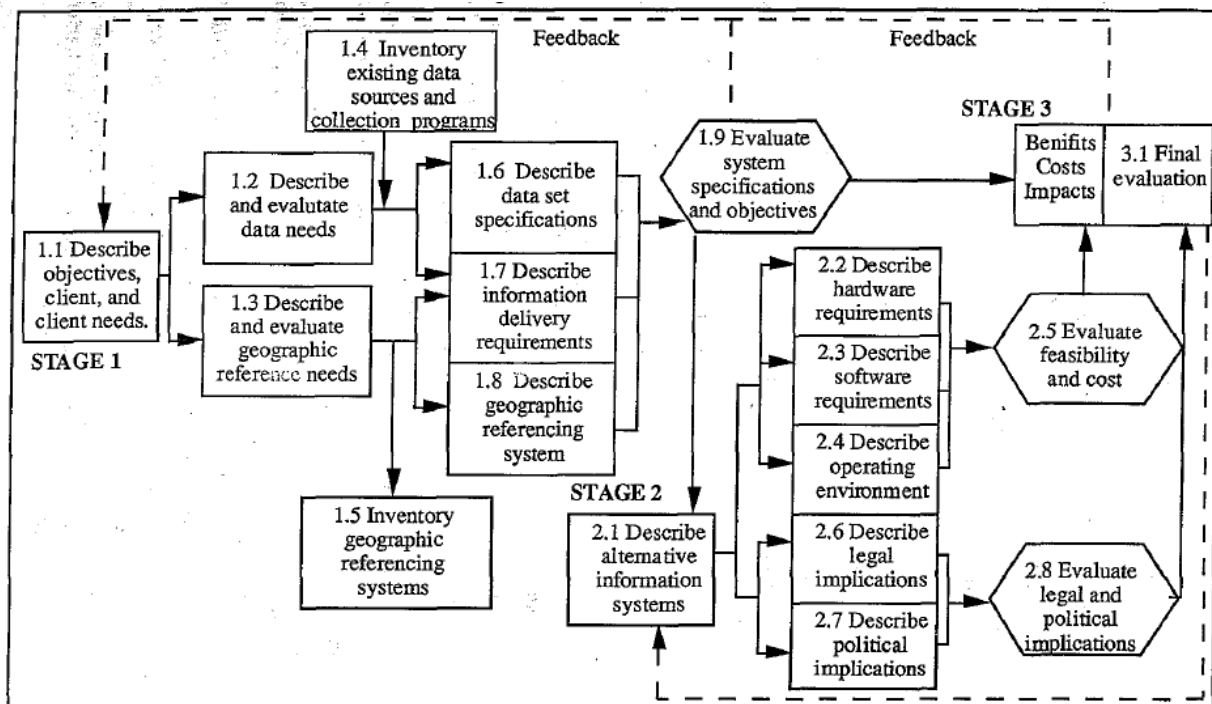 Feedback
Feedback
1.4 Inventory
existing data
sources and
collection programs
STAGE 3
1.9 Evaluate
system
specifications
and objectives
Benifits
Costs
Impacts
3.1 Final
evaluation
1.2 Describe
and evalutate
data needs
1.6 Describe
data set
specifications
1.1 Describe
objectives,
client, and
client needs.
STAGE 1
1.3 Describe
and evaluate
geographic
reference needs
1.7 Describe
information
delivery
requirements
1.8 Describe
geographic
referencing
system
2.2 Describe
hardware
requirements
2.3 Describe
software
requirements
2.4 Describe
operating
environment
2.5 Evaluate
feasibility
and cost
STAGE 2
1.5 Inventory
geographic
referencing
systems
2.1 Describe
alternative
information
systems
2.6 Describe
legal
implications
2.7 Describe
political
implications
2.8 Evaluate
legal and
political
implications